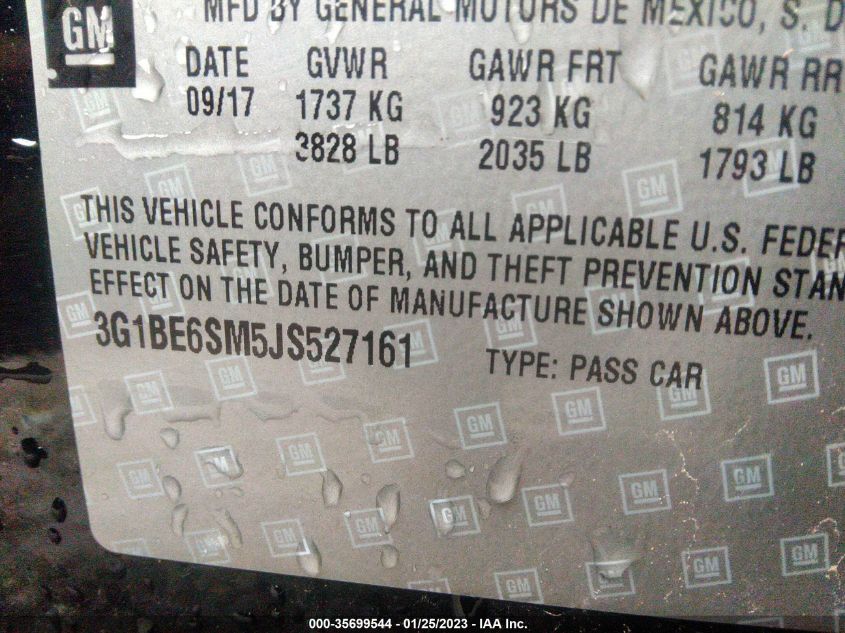 GM
MFD BY GENERAL MOTORS DE MEXICO, S. D
DATE GVWR GAWR FRT GAWR RR
09/17 1737 KG 923 KG 814 KG
3828 LB 2035 LB 1793 LB
THIS VEHICLE CONFORMS TO ALL APPLICABLE U.S. FEDER
VEHICLE SAFETY, BUMPER, AND THEFT PREVENTION STAN
EFFECT ON THE DATE OF MANUFACTURE SHOWN ABOVE.
3G1BE6SM5JS527161 TYPE: PASS CAR
000-35699544 - 01/25/2023 - IAA Inc.